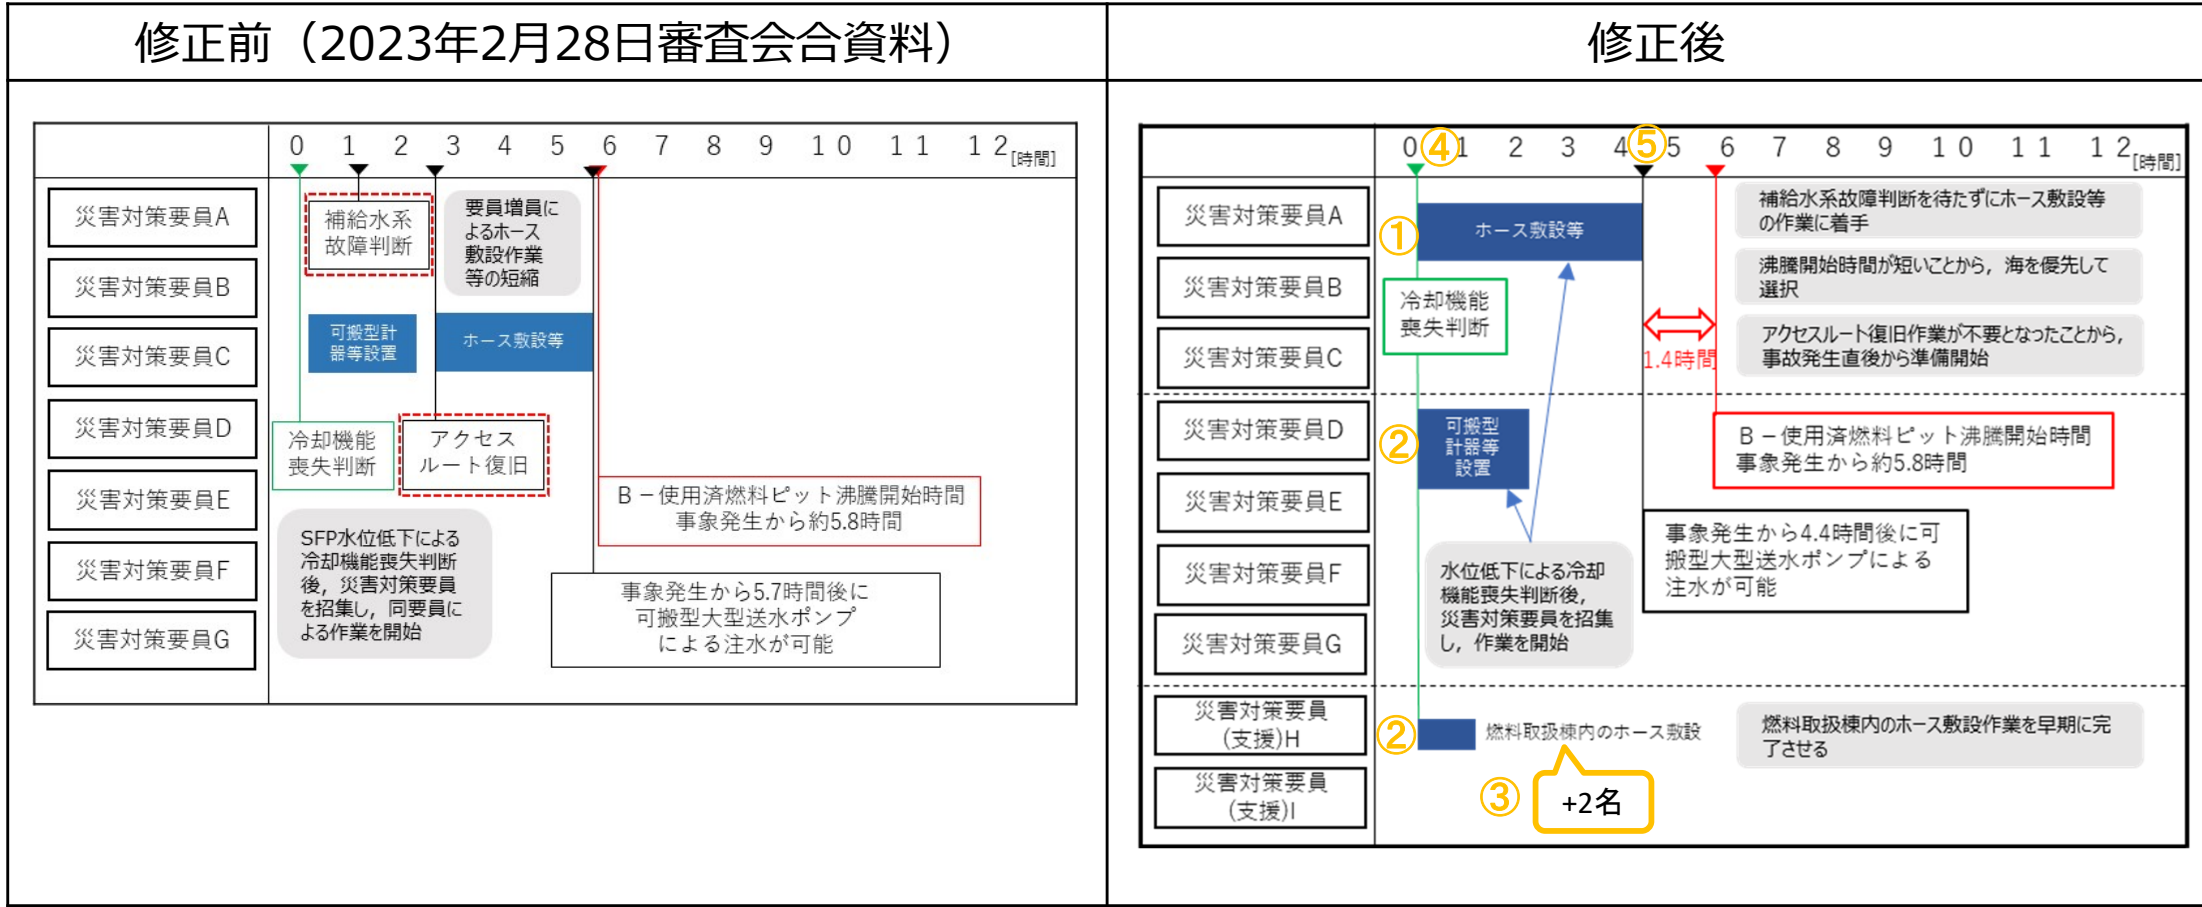 修正前（2023年2月28日審査会合資料）
0 1 2 3 4 5 6 7 8 9 10 11 12[時間]
災害対策要員A
災害対策要員B
災害対策要員C
災害対策要員D
災害対策要員E
災害対策要員F
災害対策要員G
補給水系
故障判断
要員増員に
よるホース
敷設作業
等の短縮
可搬型計
器等設置
ホース敷設等
冷却機能
喪失判断
アクセス
ルート復旧
B－使用済燃料ピット沸騰開始時間
事象発生から約5.8時間
SFP水位低下による
冷却機能喪失判断
後，災害対策要員
を招集し，同要員に
よる作業を開始
事象発生から5.7時間後に
可搬型大型送水ポンプ
による注水が可能
修正後
0 ④ 1 2 3 4 ⑤ 5 6 7 8 9 10 11 12[時間]
災害対策要員A
災害対策要員B
災害対策要員C
災害対策要員D
災害対策要員E
災害対策要員F
災害対策要員G
災害対策要員
(支援)H
災害対策要員
(支援)I
①
ホース敷設等
補給水系故障判断を待たずにホース敷設等
の作業に着手
冷却機能
喪失判断
沸騰開始時間が短いことから，海を優先して
選択
1.4時間
アクセスルート復旧作業が不要となったことから，
事故発生直後から準備開始
②
可搬型
計器等
設置
B－使用済燃料ピット沸騰開始時間
事象発生から約5.8時間
水位低下による冷却
機能喪失判断後，
災害対策要員を招集
し，作業を開始
事象発生から4.4時間後に可
搬型大型送水ポンプによる
注水が可能
②
燃料取扱棟内のホース敷設
燃料取扱棟内のホース敷設作業を早期に完
了させる
③
+2名